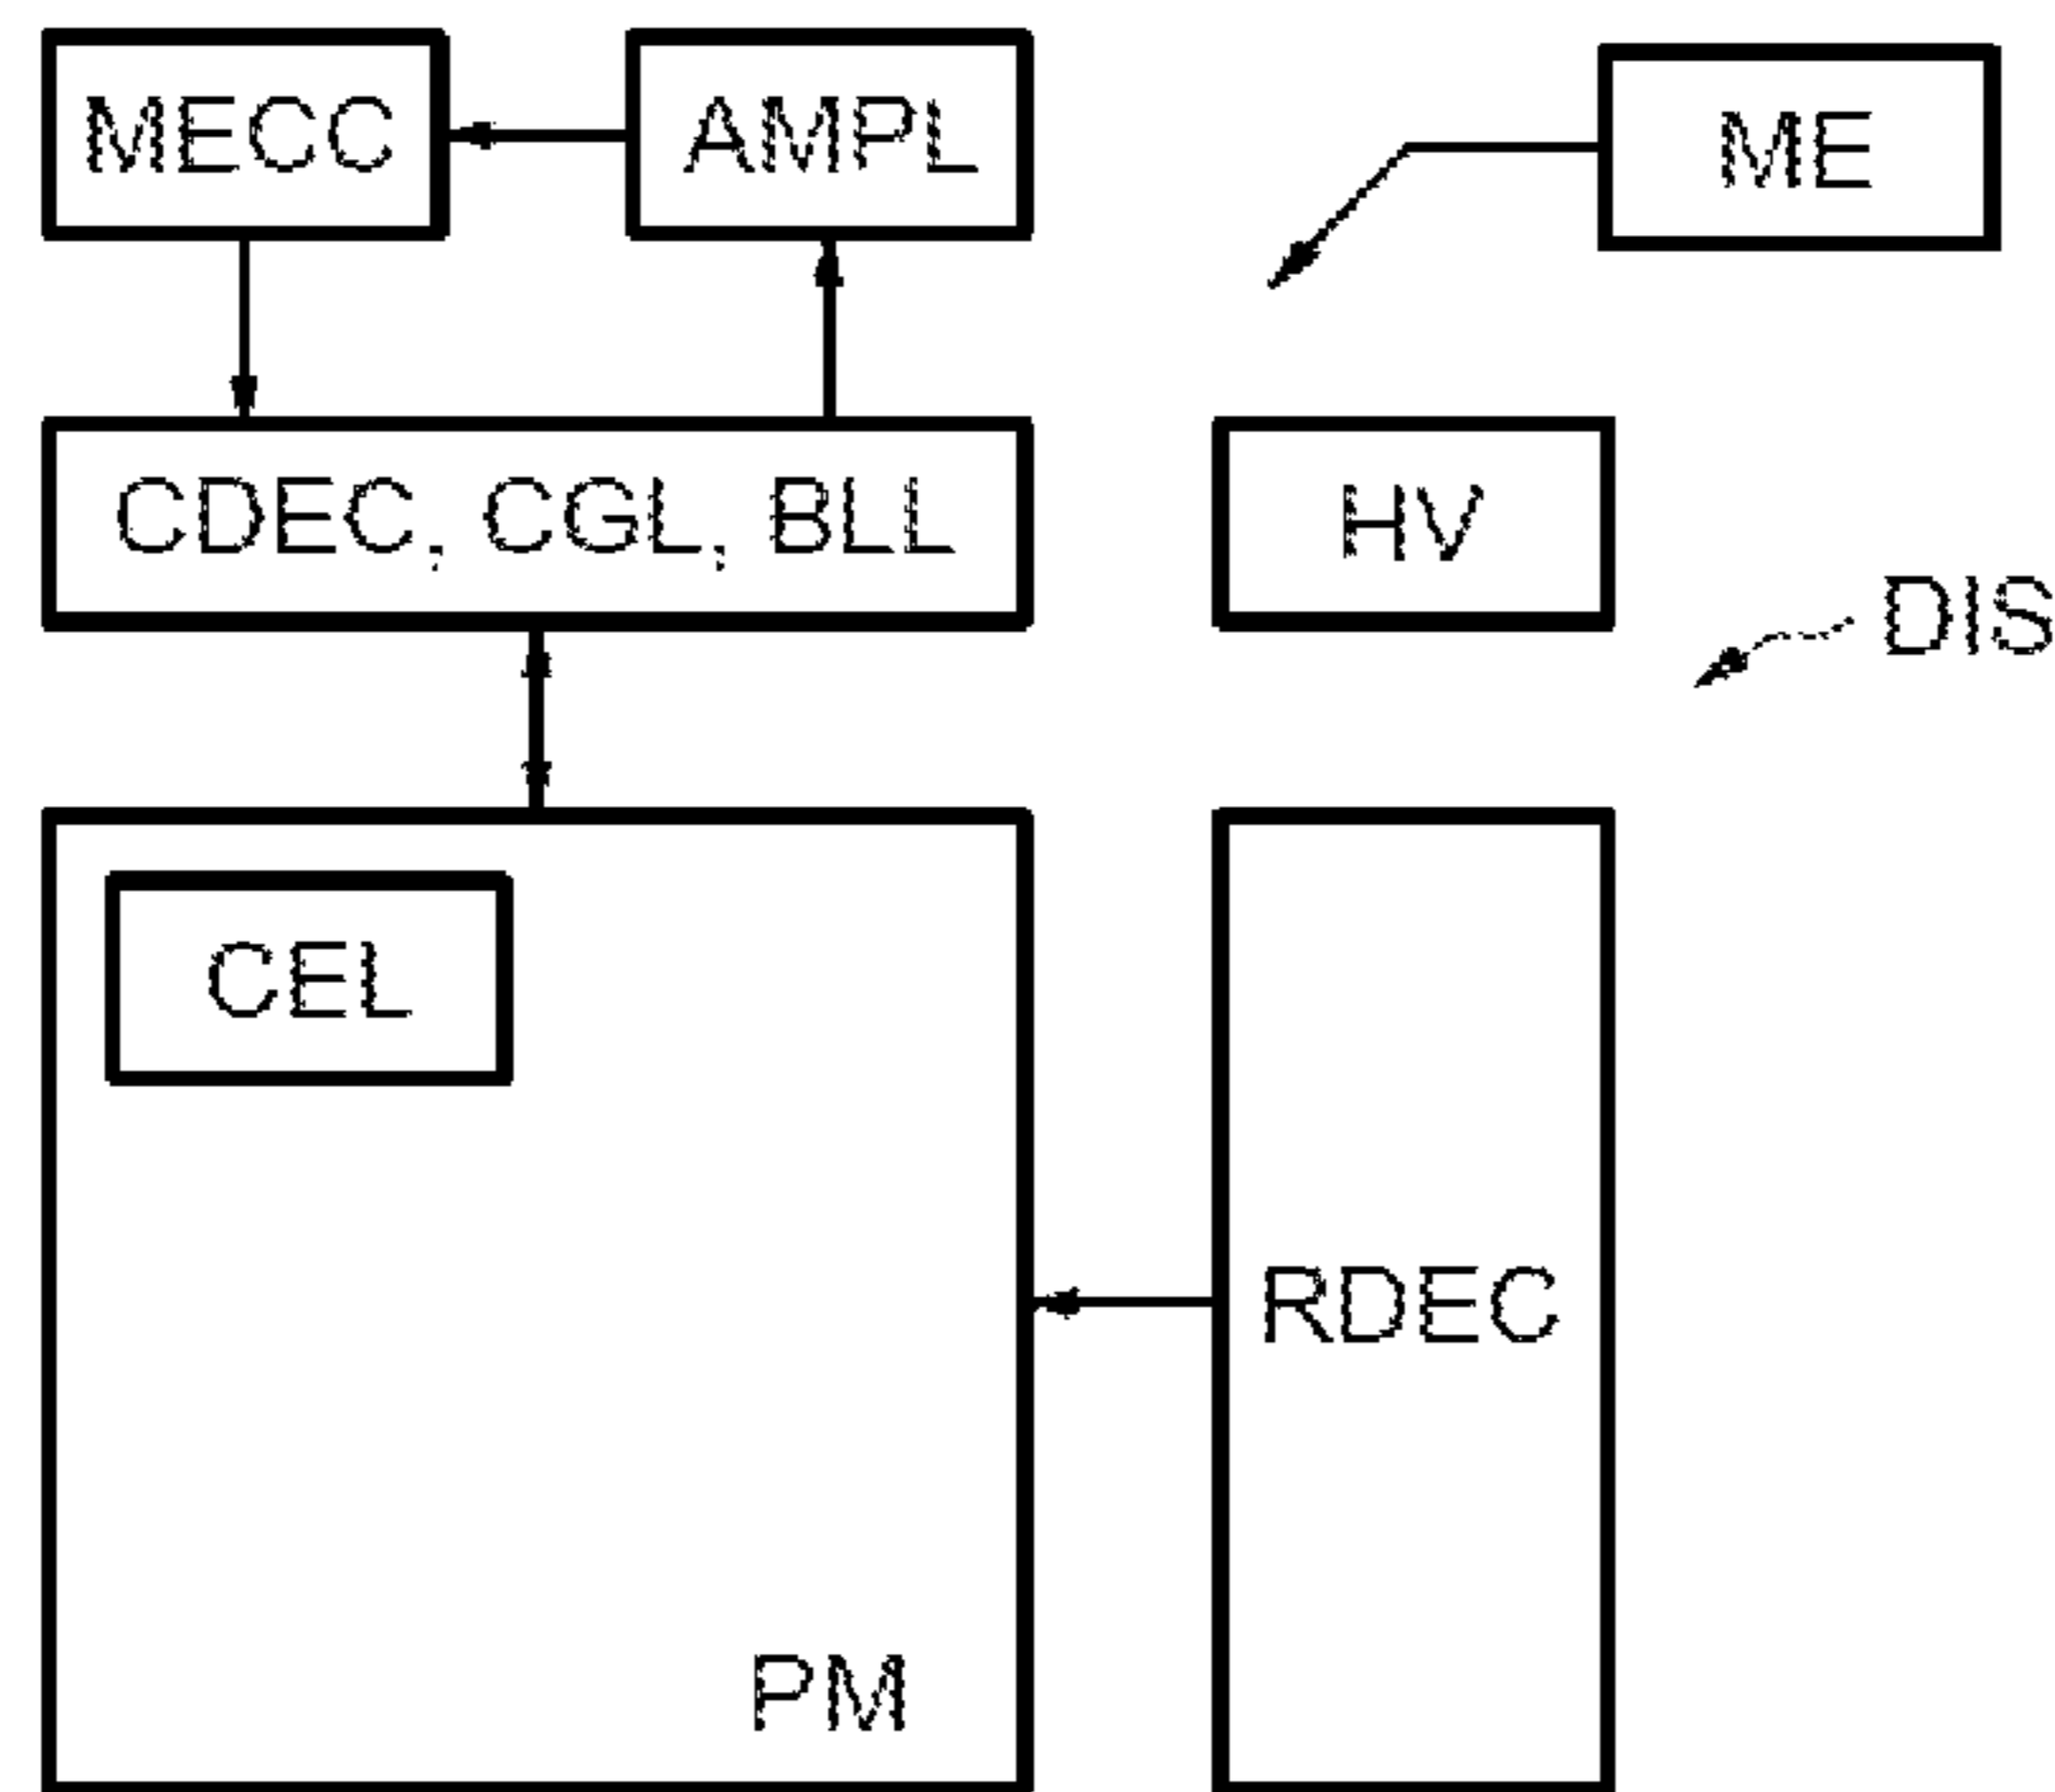 MECC
AMPL
ME
CDEC, CGL, BLL
HV
DIS
CEL
RDEC
PM